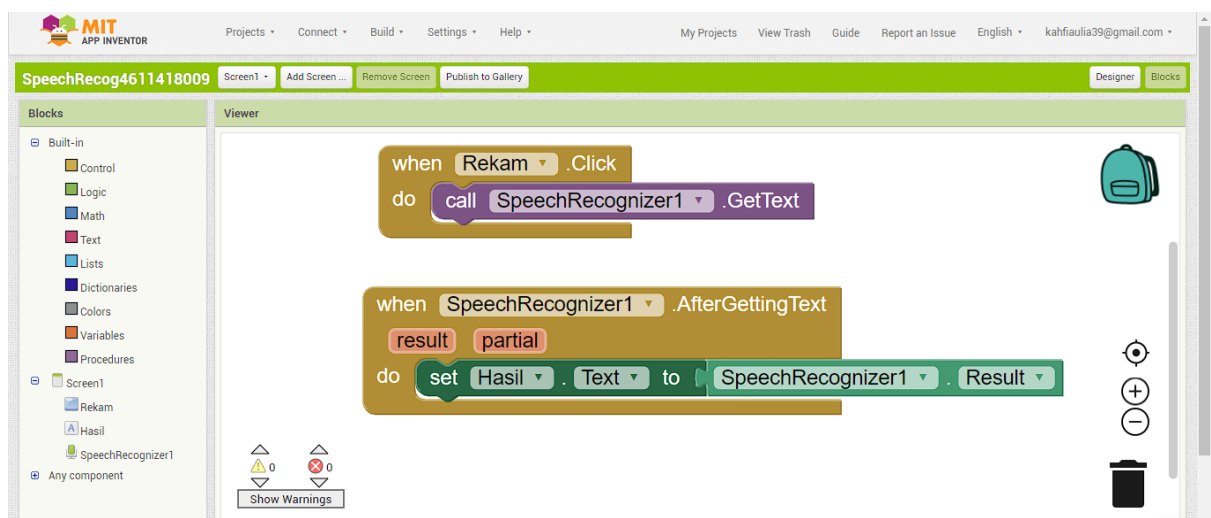 MIT
APP INVENTOR
Projects Connect Build Settings Help My Projects View Trash Guide Report an Issue English kahfiaulia39@gmail.com
SpeechRecog4611418009 Screen1 Add Screen ... Remove Screen Publish to Gallery Designer Blocks
Blocks Viewer
Built-in
Control
Logic
Math
Text
Lists
Dictionaries
Colors
Variables
Procedures
Screen1
Rekam
A Hasil
SpeechRecognizer1
Any component
when Rekam .Click
do call SpeechRecognizer1 .GetText
when SpeechRecognizer1 .AfterGettingText
result partial
do set Hasil . Text to SpeechRecognizer1 . Result
0 0
Show Warnings